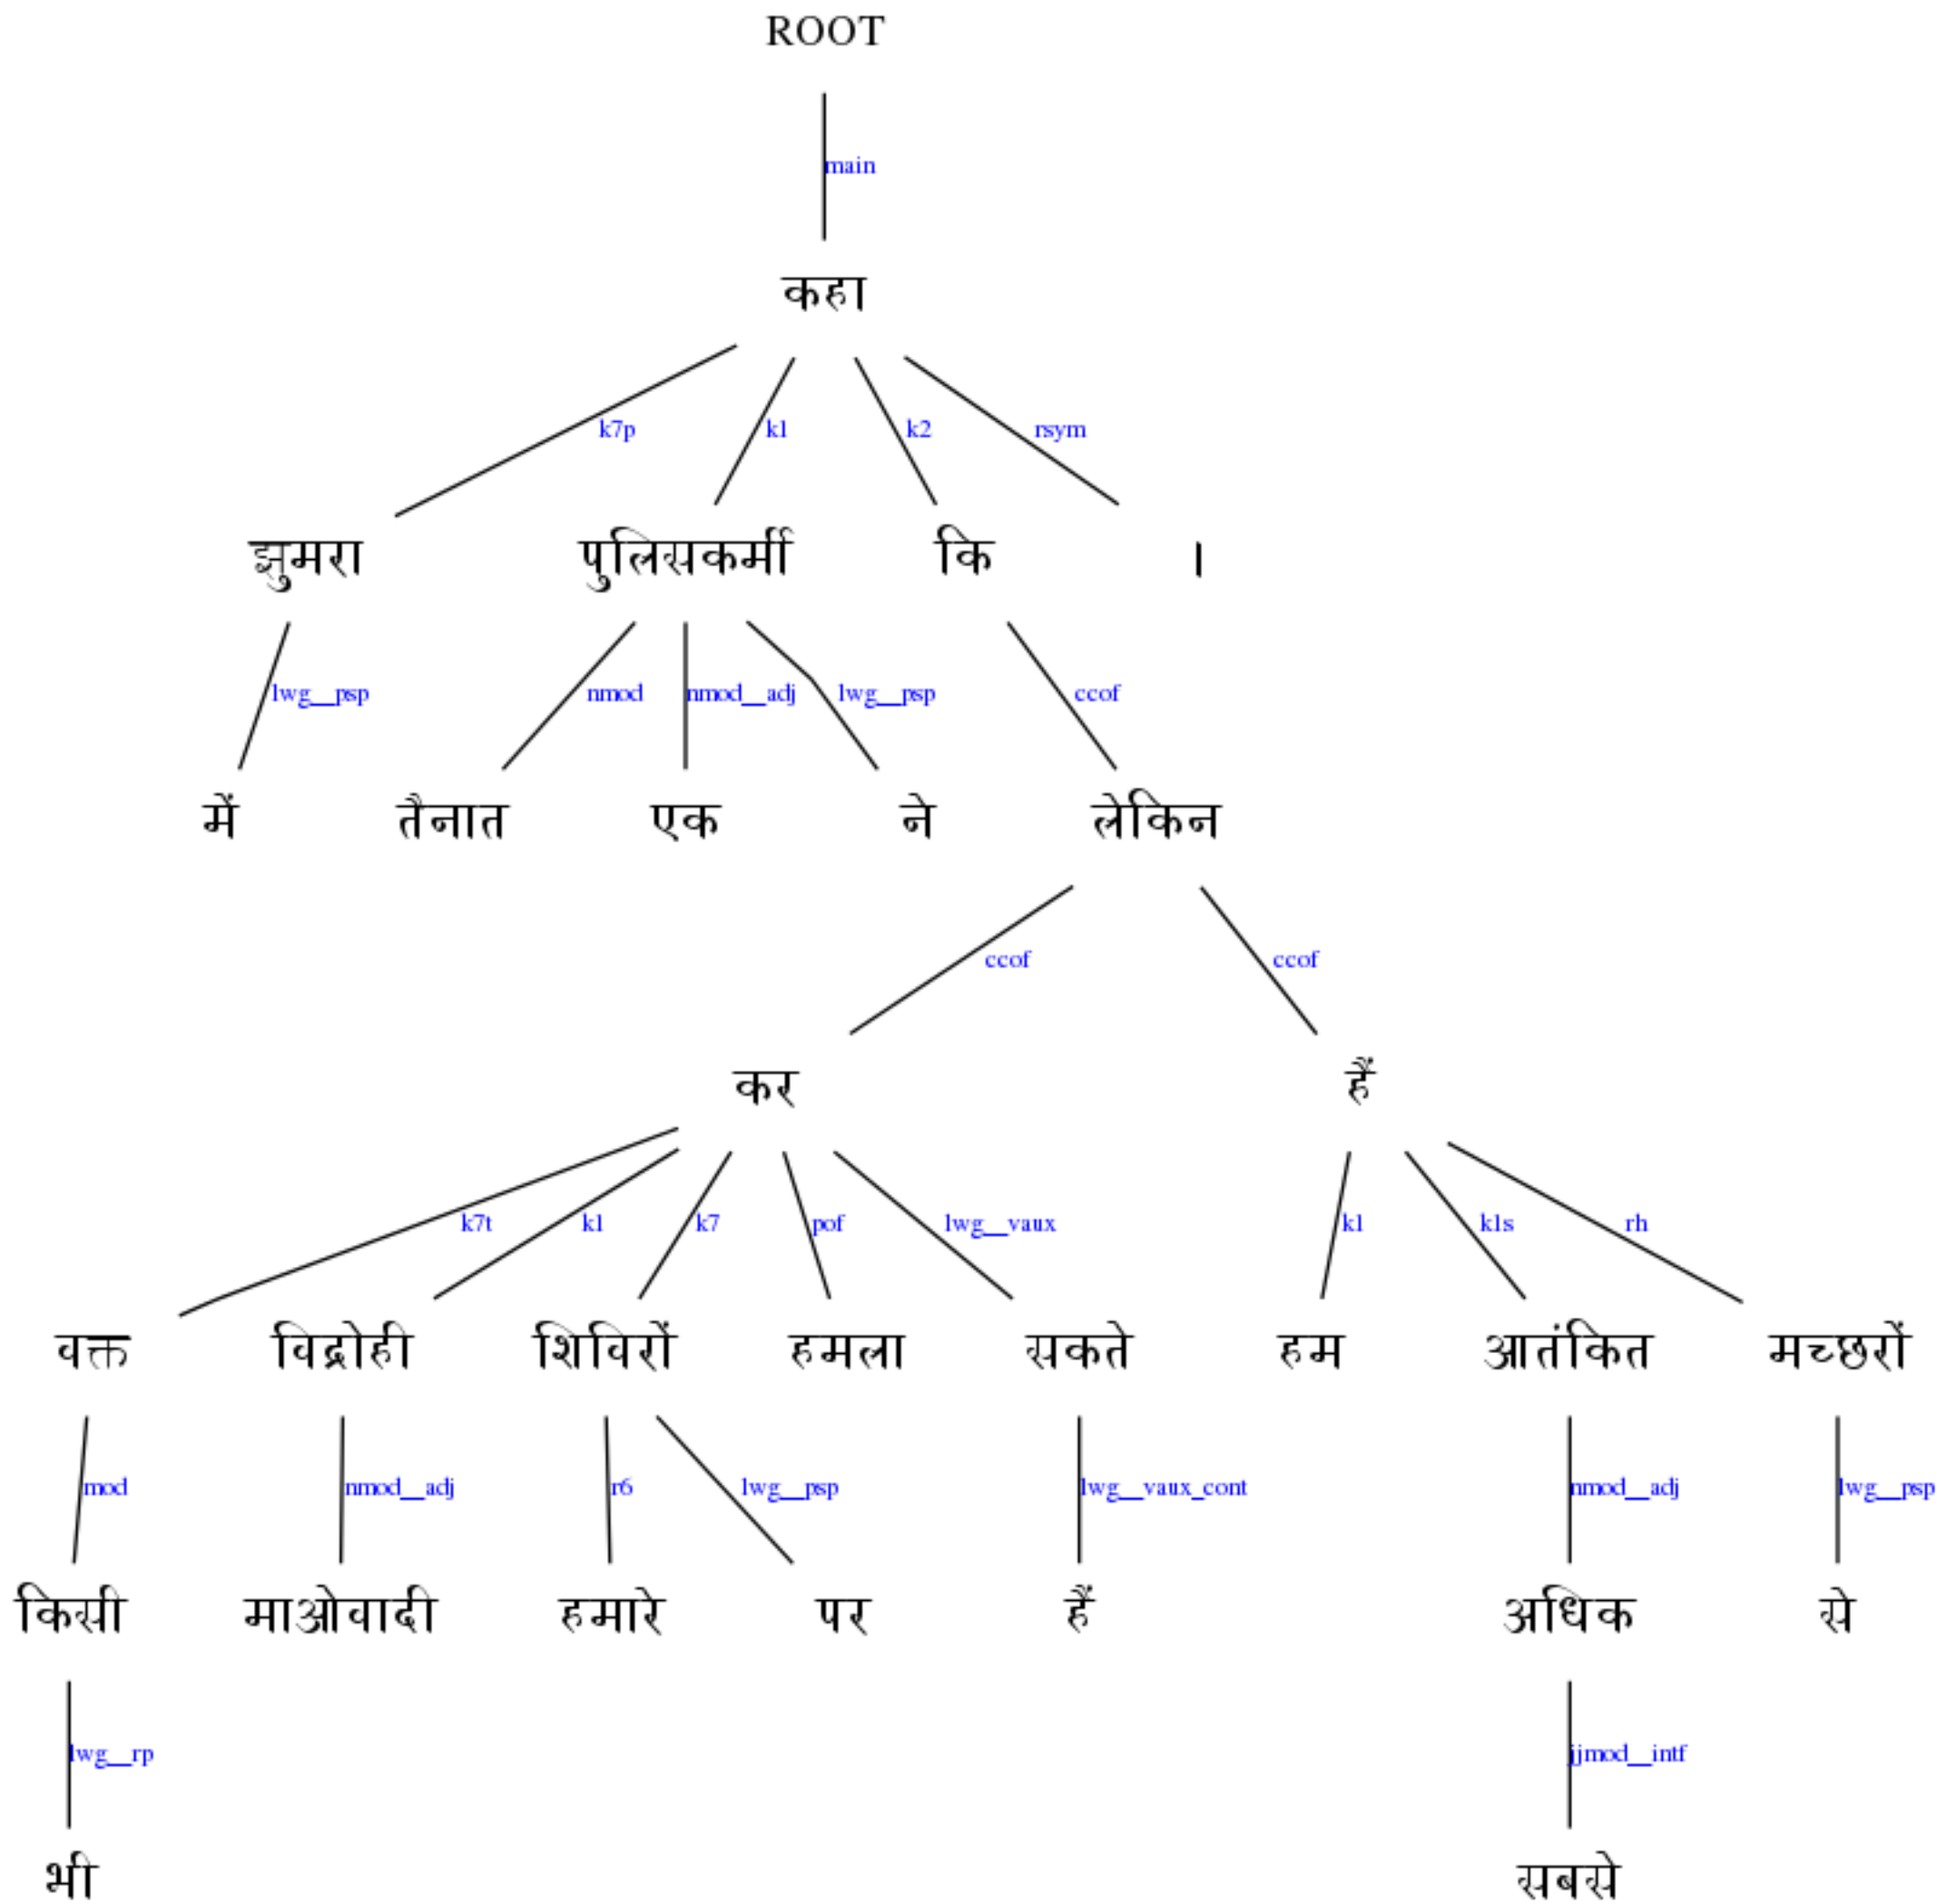 ROOT
main
कहा
k7p k1 k2 rsym
झुमरा पुलिसकर्मी कि ।
lwg__psp nmod nmod__adj lwg__psp ccof
में तैनात एक ने लेकिन
ccof ccof
कर हैं
k7t k1 k7 pof lwg__vaux k1 k1s rh
वक्त विद्रोही शिविरों हमला सकते हम आतंकित मच्छरों
mod nmod__adj r6 lwg__psp lwg__vaux_cont nmod__adj lwg__psp
किसी माओवादी हमारे पर हैं अधिक से
lwg__rp jjmod__intf
भी सबसे